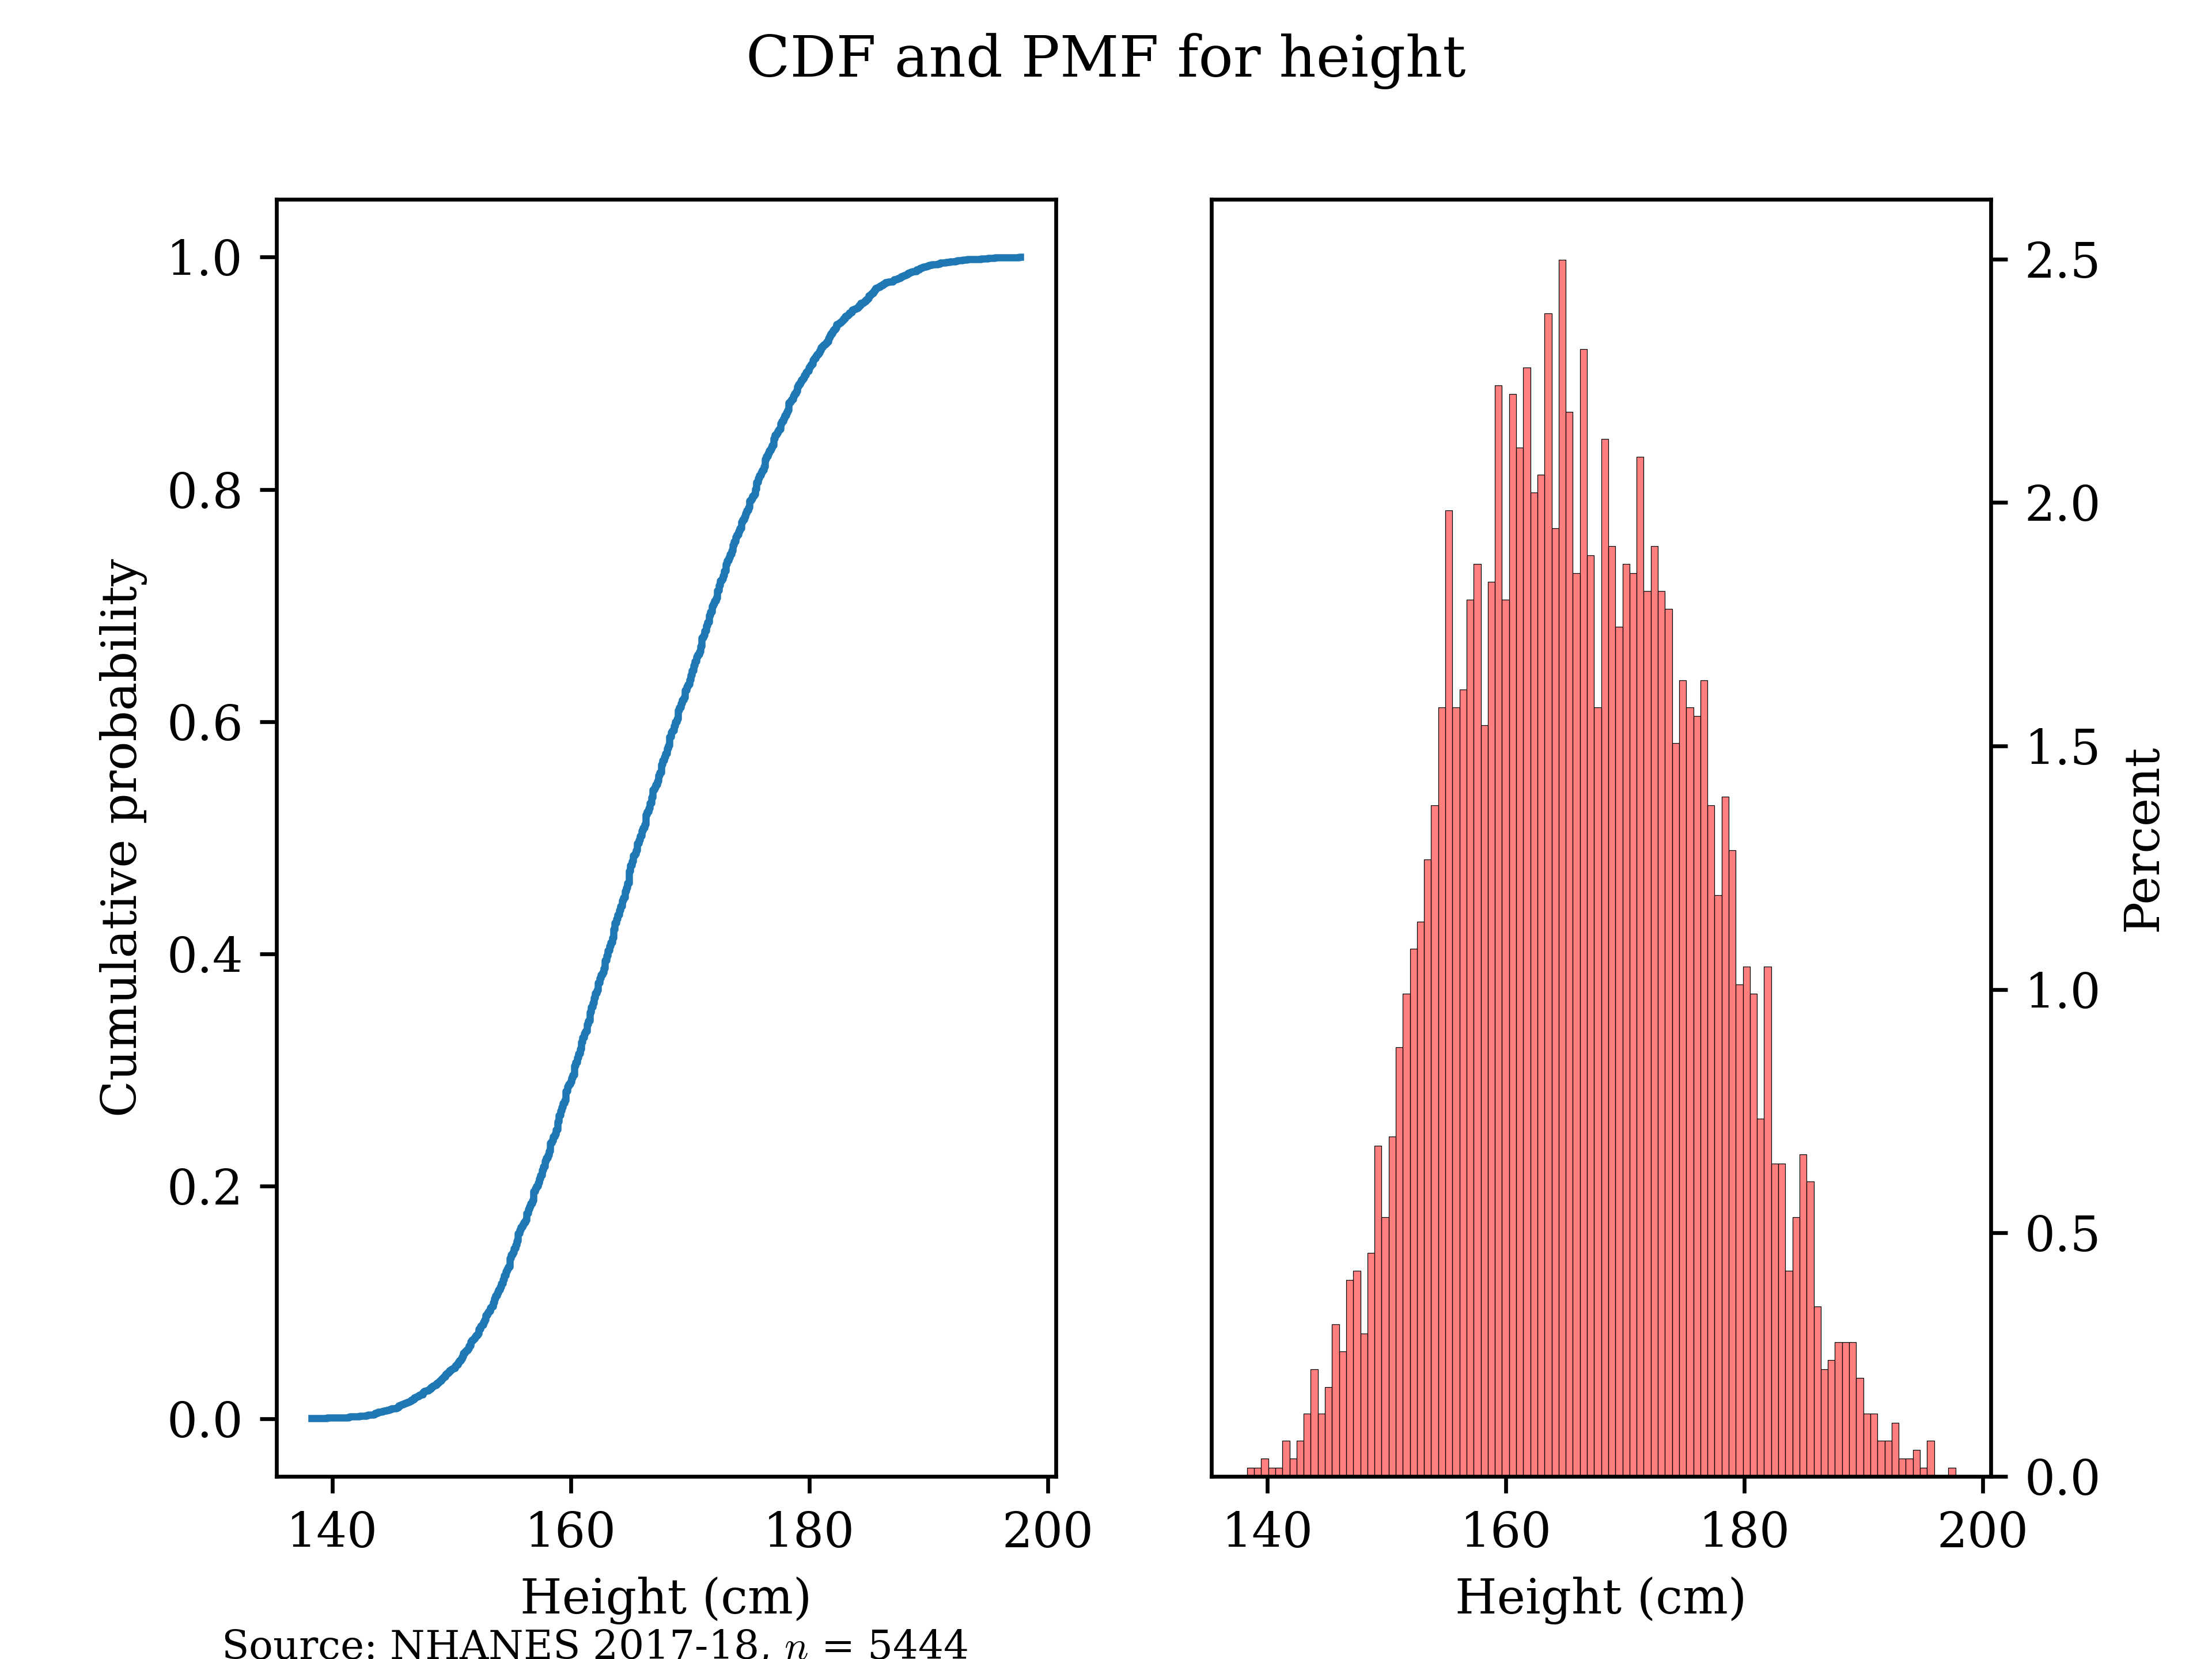 CDF and PMF for height
1.0
0.8
0.6
0.4
0.2
0.0
Cumulative probability
140 160 180 200
Height (cm)
2.5
2.0
1.5
1.0
0.5
0.0
Percent
140 160 180 200
Height (cm)
Source: NHANES 2017-18, n = 5444